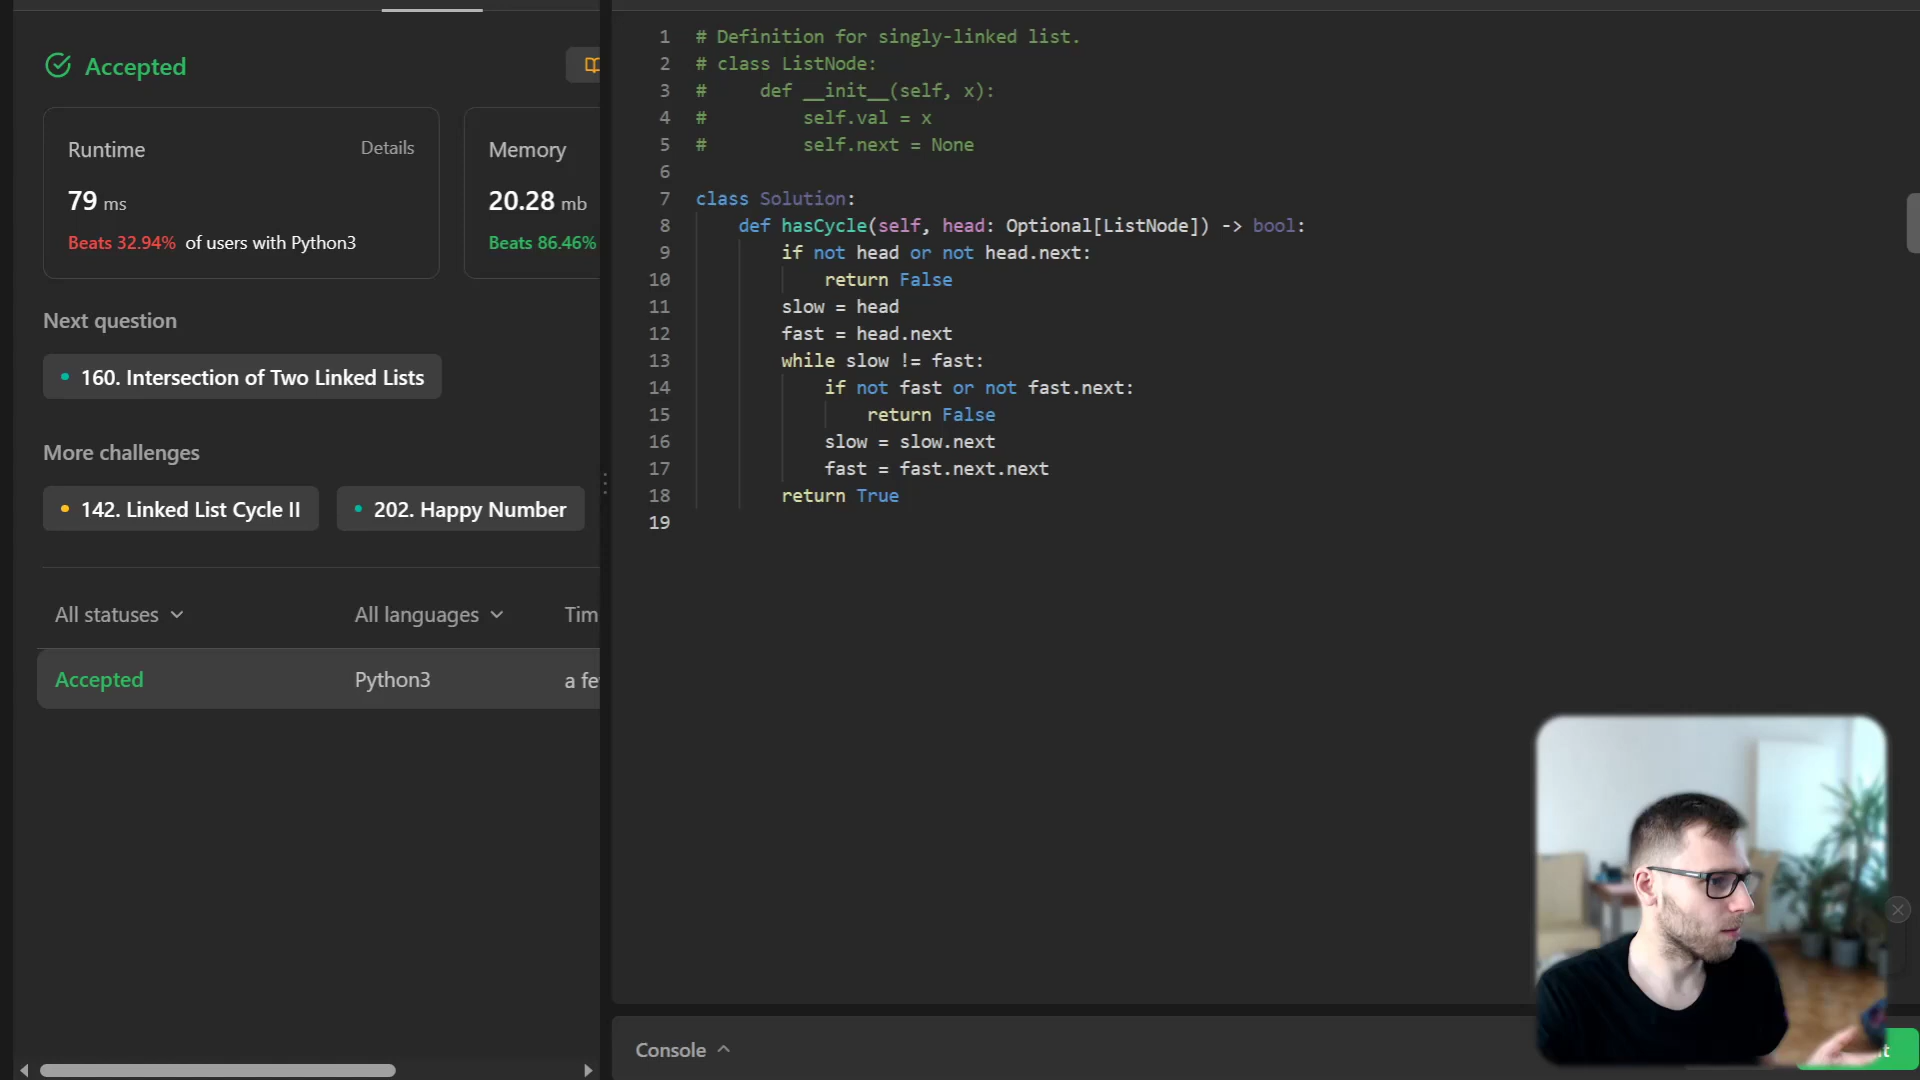 Accepted
Runtime
Details
79 ms
Beats 32.94% of users with Python3
Memory
20.28 mb
Beats 86.46%
Next question
160. Intersection of Two Linked Lists
More challenges
142. Linked List Cycle II
202. Happy Number
All statuses
All languages
Tim
Accepted
Python3
a fe
1 # Definition for singly-linked list.
2 # class ListNode:
3 #     def __init__(self, x):
4 #         self.val = x
5 #         self.next = None
6
7 class Solution:
8     def hasCycle(self, head: Optional[ListNode]) -> bool:
9         if not head or not head.next:
10             return False
11         slow = head
12         fast = head.next
13         while slow != fast:
14             if not fast or not fast.next:
15                 return False
16             slow = slow.next
17             fast = fast.next.next
18         return True
19
Console